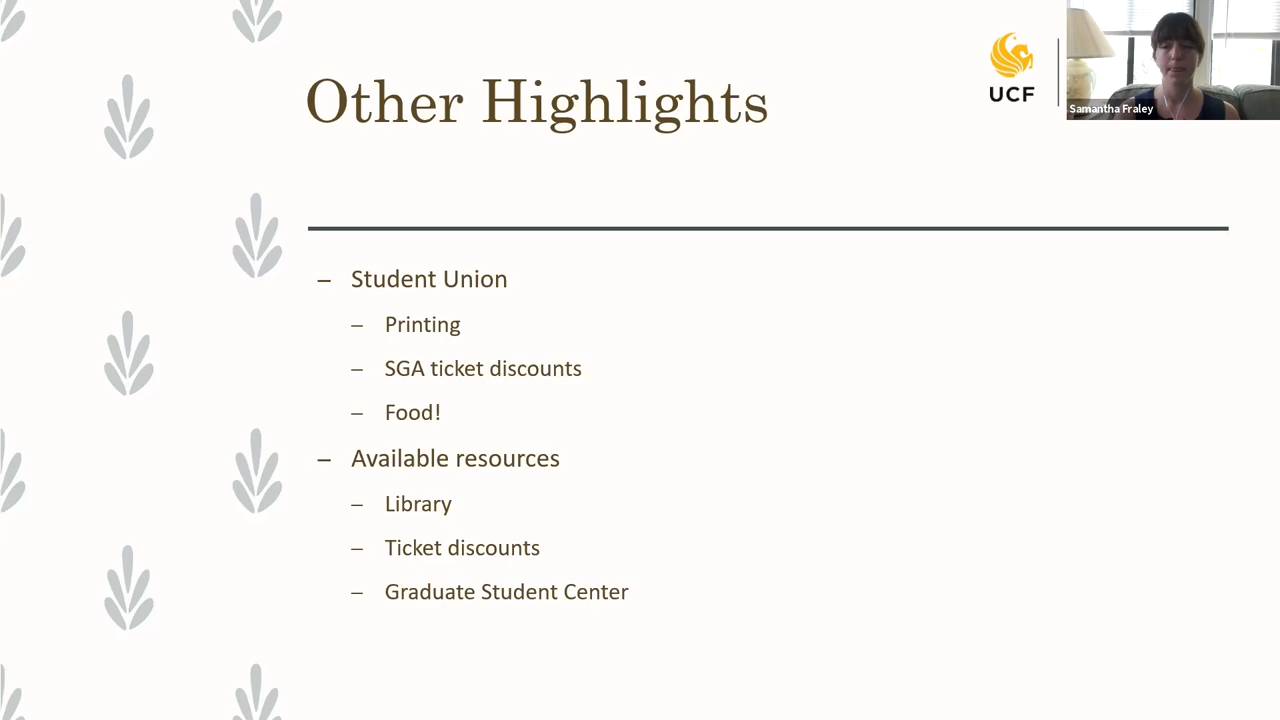 Other Highlights
UCF
Samantha Fraley
– Student Union
– Printing
– SGA ticket discounts
– Food!
– Available resources
– Library
– Ticket discounts
– Graduate Student Center